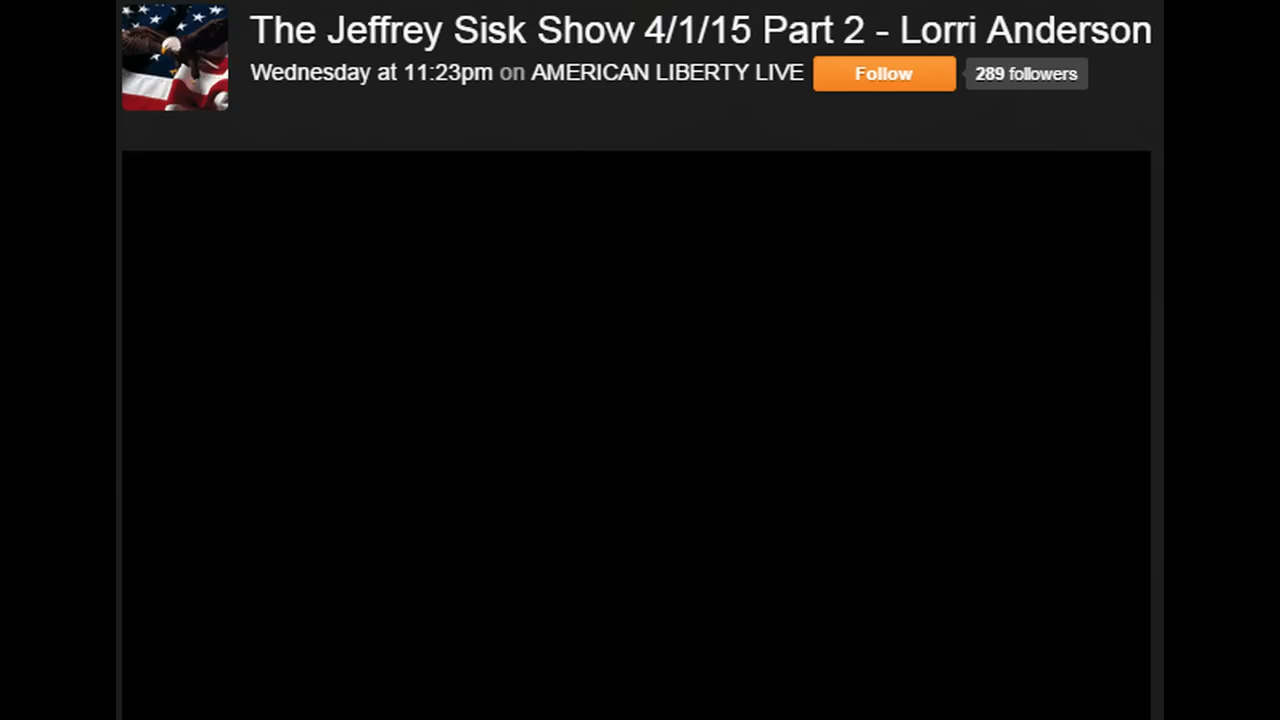 The Jeffrey Sisk Show 4/1/15 Part 2 - Lorri Anderson
Wednesday at 11:23pm on AMERICAN LIBERTY LIVE Follow 289 followers